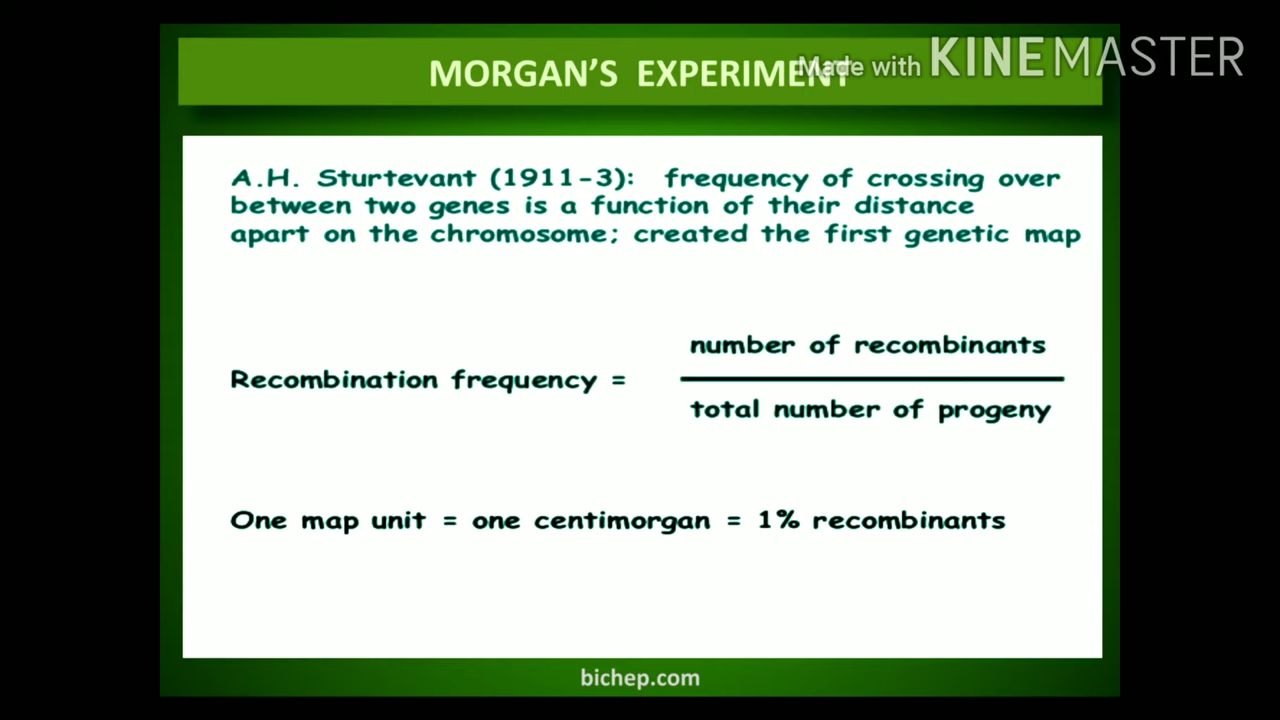 MORGAN'S EXPERIMENT
Made with KINEMASTER
A.H. Sturtevant (1911-3): frequency of crossing over
between two genes is a function of their distance
apart on the chromosome; created the first genetic map
number of recombinants
Recombination frequency =
total number of progeny
One map unit = one centimorgan = 1% recombinants
bichep.com